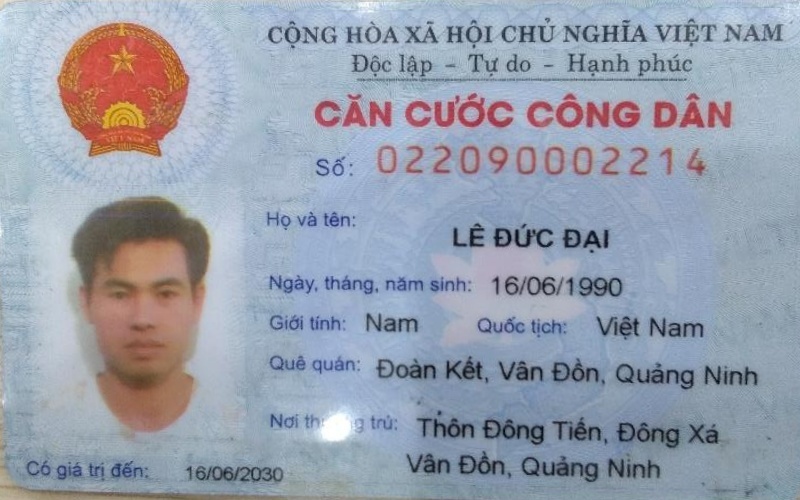 CỘNG HÒA XÃ HỘI CHỦ NGHĨA VIỆT NAM
Độc lập - Tự do - Hạnh phúc
CĂN CƯỚC CÔNG DÂN
Số: 022090002214
Họ và tên:
LÊ ĐỨC ĐẠI
Ngày, tháng, năm sinh: 16/06/1990
Giới tính: Nam Quốc tịch: Việt Nam
Quê quán: Đoàn Kết, Vân Đồn, Quảng Ninh
Nơi thường trú: Thôn Đông Tiến, Đông Xá
Vân Đồn, Quảng Ninh
Có giá trị đến: 16/06/2030